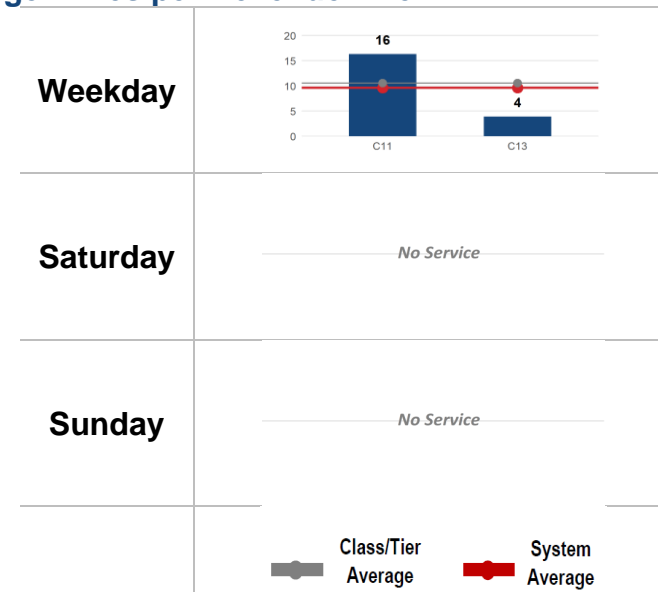 Weekday
20
15
10
5
0
16
4
C11
C13
Saturday
No Service
Sunday
No Service
Class/Tier
Average
System
Average